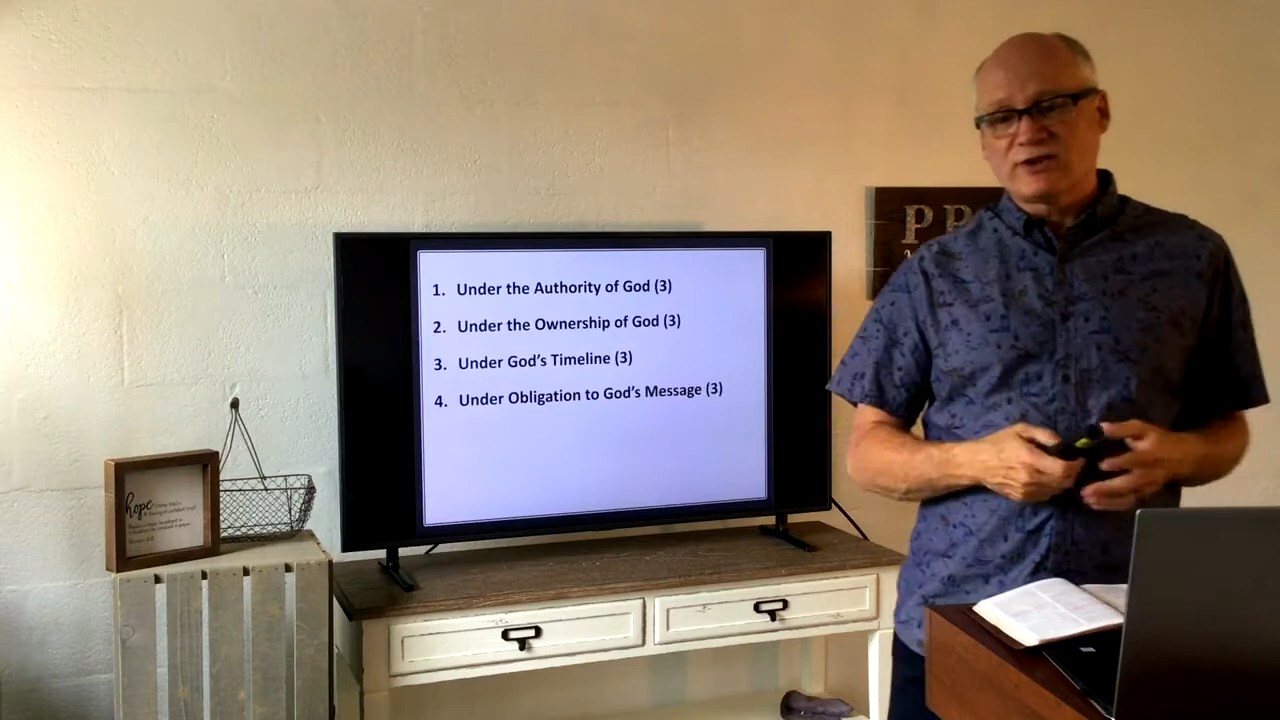 1. Under the Authority of God (3)
2. Under the Ownership of God (3)
3. Under God's Timeline (3)
4. Under Obligation to God's Message (3)
hope
PR